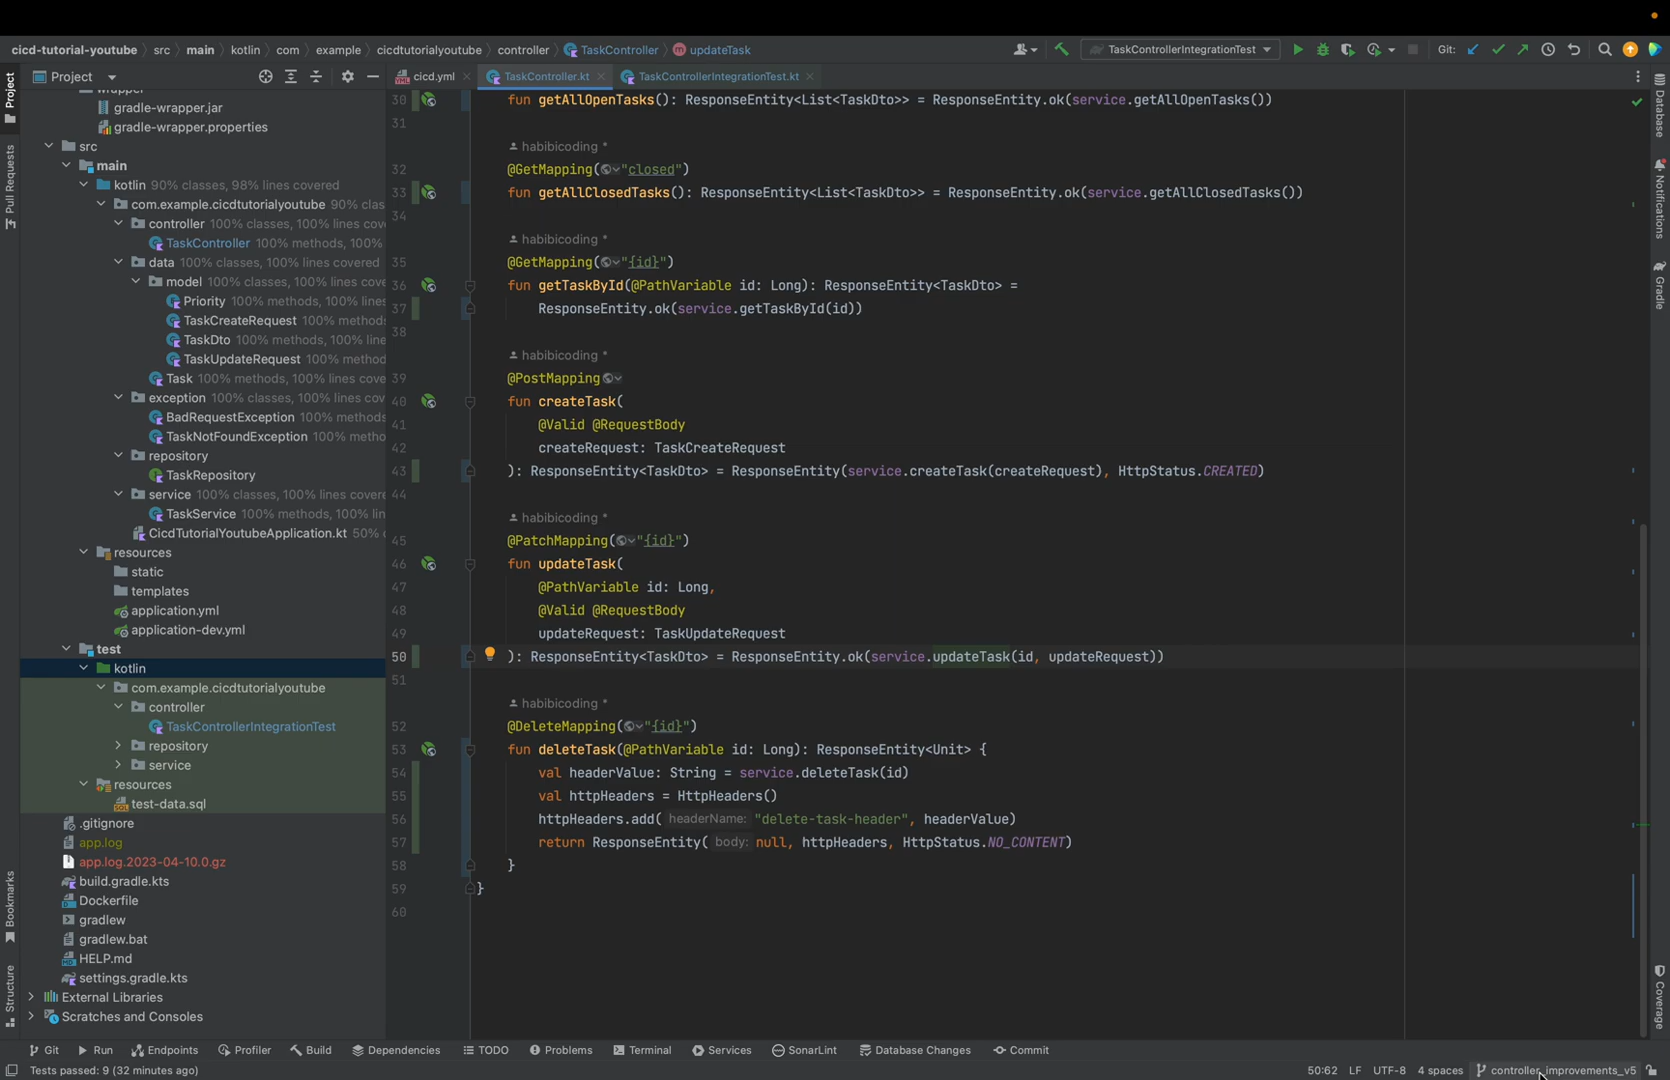 cicd-tutorial-youtube src main kotlin com example cicdtutorialyoutube controller TaskController updateTask TaskControllerIntegrationTest Git:
Project
Project
Pull Requests
Bookmarks
Structure
gradle-wrapper.jar
gradle-wrapper.properties
src
main
kotlin 90% classes, 98% lines covered
com.example.cicdtutorialyoutube 90% clas
controller 100% classes, 100% lines cov
TaskController 100% methods, 100%
data 100% classes, 100% lines covered
model 100% classes, 100% lines cov
Priority 100% methods, 100% lines
TaskCreateRequest 100% methods
TaskDto 100% methods, 100% lines
TaskUpdateRequest 100% methods
Task 100% methods, 100% lines cove
exception 100% classes, 100% lines cov
BadRequestException 100% methods
TaskNotFoundException 100% metho
repository
TaskRepository
service 100% classes, 100% lines covere
TaskService 100% methods, 100% lin
CicdTutorialYoutubeApplication.kt 50% c
resources
static
templates
application.yml
application-dev.yml
test
kotlin
com.example.cicdtutorialyoutube
controller
TaskControllerIntegrationTest
repository
service
resources
test-data.sql
.gitignore
app.log
app.log.2023-04-10.0.gz
build.gradle.kts
Dockerfile
gradlew
gradlew.bat
HELP.md
settings.gradle.kts
External Libraries
Scratches and Consoles
cicd.yml TaskController.kt TaskControllerIntegrationTest.kt
30 fun getAllOpenTasks(): ResponseEntity<List<TaskDto>> = ResponseEntity.ok(service.getAllOpenTasks())
31
habibicoding *
32 @GetMapping("closed")
33 fun getAllClosedTasks(): ResponseEntity<List<TaskDto>> = ResponseEntity.ok(service.getAllClosedTasks())
34
habibicoding *
35 @GetMapping("{id}")
36 fun getTaskById(@PathVariable id: Long): ResponseEntity<TaskDto> =
37 ResponseEntity.ok(service.getTaskById(id))
38
habibicoding *
39 @PostMapping
40 fun createTask(
41 @Valid @RequestBody
42 createRequest: TaskCreateRequest
43 ): ResponseEntity<TaskDto> = ResponseEntity(service.createTask(createRequest), HttpStatus.CREATED)
44
habibicoding *
45 @PatchMapping("{id}")
46 fun updateTask(
47 @PathVariable id: Long,
48 @Valid @RequestBody
49 updateRequest: TaskUpdateRequest
50 ): ResponseEntity<TaskDto> = ResponseEntity.ok(service.updateTask(id, updateRequest))
51
habibicoding *
52 @DeleteMapping("{id}")
53 fun deleteTask(@PathVariable id: Long): ResponseEntity<Unit> {
54 val headerValue: String = service.deleteTask(id)
55 val httpHeaders = HttpHeaders()
56 httpHeaders.add( headerName: "delete-task-header", headerValue)
57 return ResponseEntity( body: null, httpHeaders, HttpStatus.NO_CONTENT)
58 }
59 }
60
Database
Notifications
Gradle
Coverage
Git Run Endpoints Profiler Build Dependencies TODO Problems Terminal Services SonarLint Database Changes Commit
Tests passed: 9 (32 minutes ago) 50:62 LF UTF-8 4 spaces controller_improvements_v5